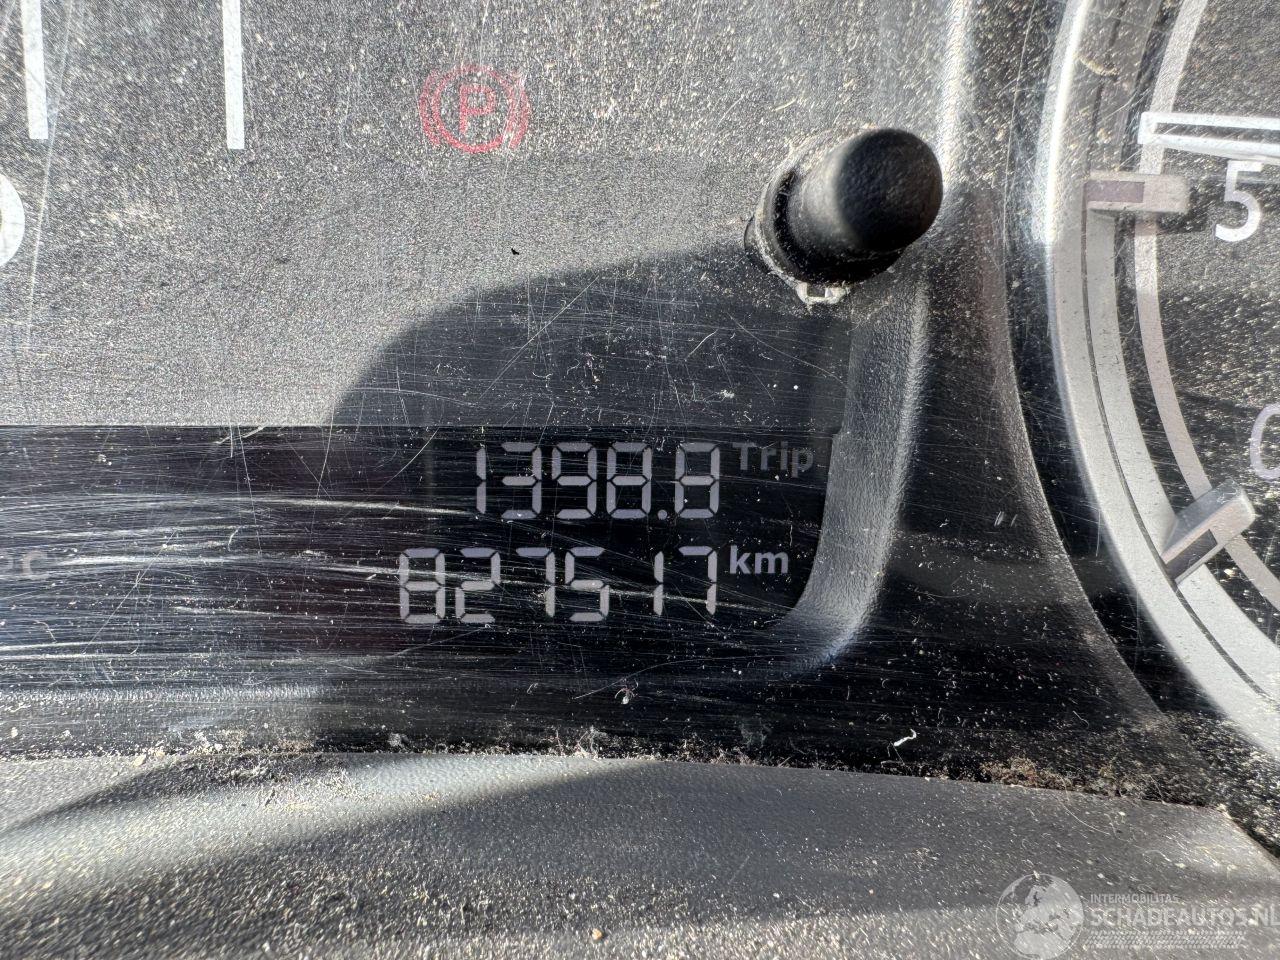 P
5
1398.8 Trip
827517 km
INTERMOBILITAS
SCHADEAUTOS.NL